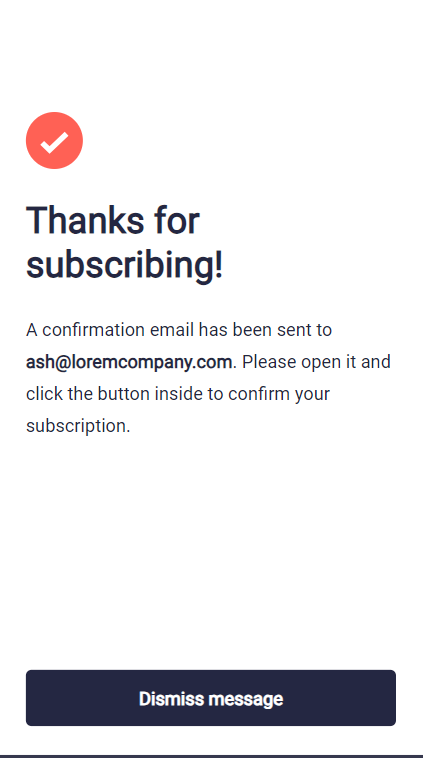 Thanks for
subscribing!
A confirmation email has been sent to
ash@loremcompany.com. Please open it and
click the button inside to confirm your
subscription.
Dismiss message